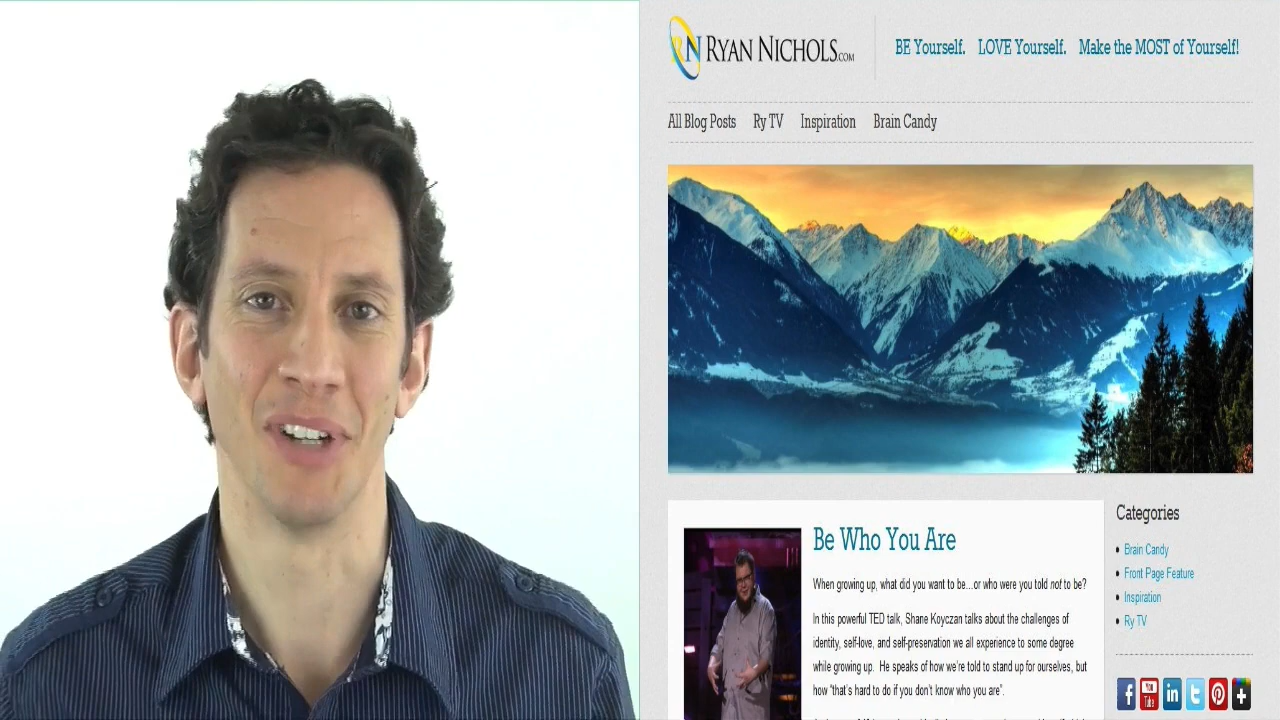 RN RYAN NICHOLS.COM
BE Yourself. LOVE Yourself. Make the MOST of Yourself!
All Blog Posts Ry TV Inspiration Brain Candy
Be Who You Are
When growing up, what did you want to be...or who were you told not to be?
In this powerful TED talk, Shane Koyczan talks about the challenges of
identity, self-love, and self-preservation we all experience to some degree
while growing up. He speaks of how we're told to stand up for ourselves, but
how "that's hard to do if you don't know who you are".
Categories
Brain Candy
Front Page Feature
Inspiration
Ry TV
f You Tube in t p +